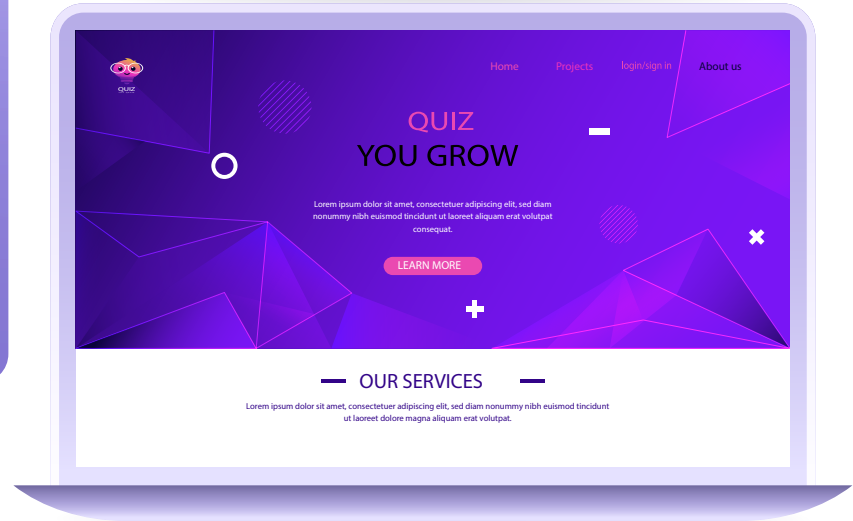 Home Projects login/sign in About us
QUIZ
QUIZ
YOU GROW
Lorem ipsum dolor sit amet, consectetuer adipiscing elit, sed diam
nonummy nibh euismod tincidunt ut laoreet aliquam erat volutpat
consequat.
LEARN MORE
OUR SERVICES
Lorem ipsum dolor sit amet, consectetuer adipiscing elit, sed diam nonummy nibh euismod tincidunt
ut laoreet dolore magna aliquam erat volutpat.